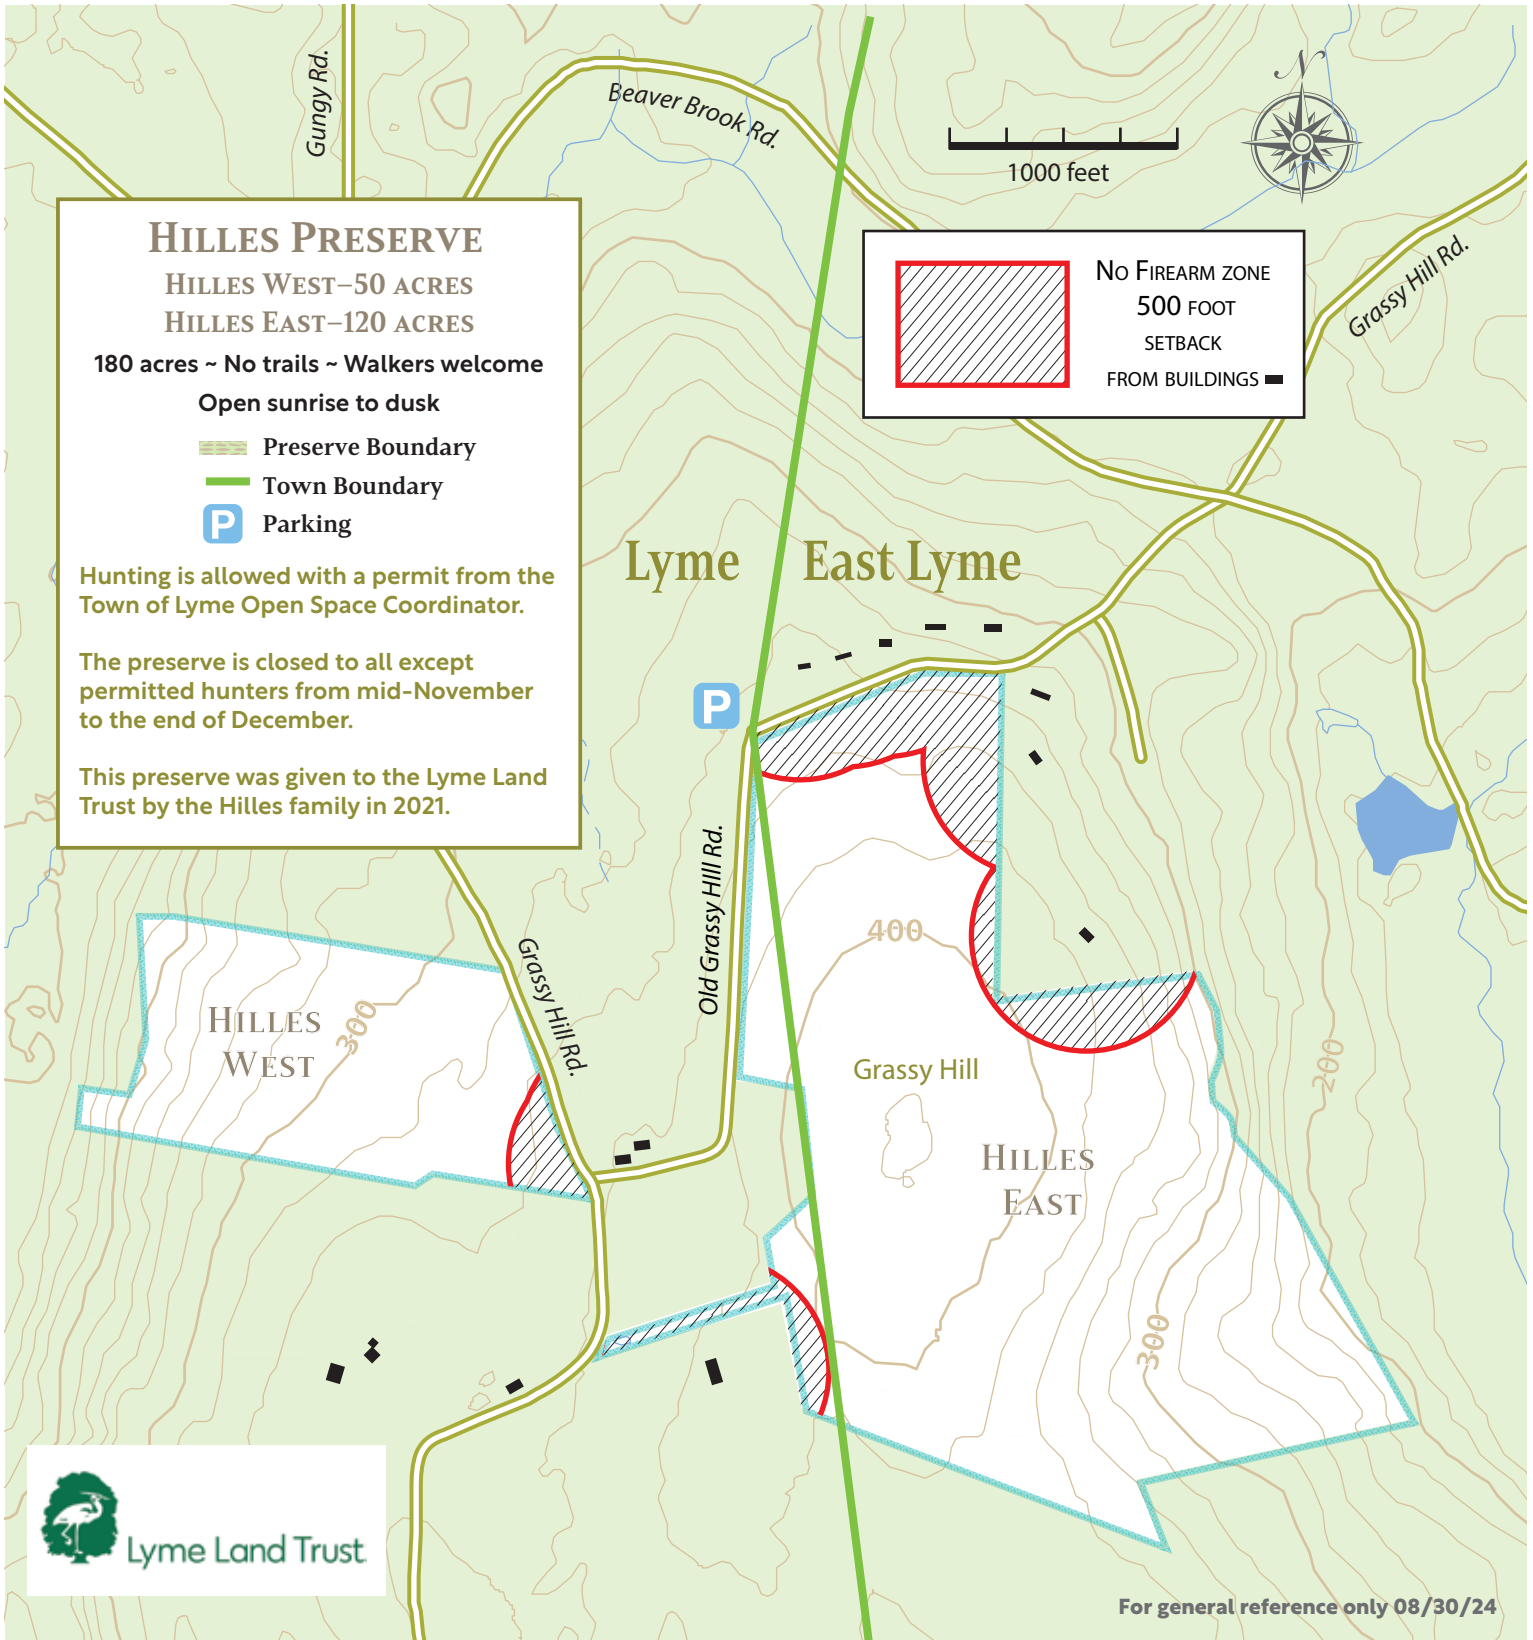 Gungy Rd.
Beaver Brook Rd.
N
1000 feet
HILLES PRESERVE
HILLES WEST–50 ACRES
HILLES EAST–120 ACRES
180 acres ~ No trails ~ Walkers welcome
Open sunrise to dusk
Preserve Boundary
Town Boundary
P Parking
Hunting is allowed with a permit from the
Town of Lyme Open Space Coordinator.
The preserve is closed to all except
permitted hunters from mid-November
to the end of December.
This preserve was given to the Lyme Land
Trust by the Hilles family in 2021.
NO FIREARM ZONE
500 FOOT
SETBACK
FROM BUILDINGS
Grassy Hill Rd.
Lyme
East Lyme
P
Old Grassy HIll Rd.
400
Grassy Hill Rd.
HILLES
WEST
300
Grassy Hill
200
HILLES
EAST
300
Lyme Land Trust
For general reference only 08/30/24